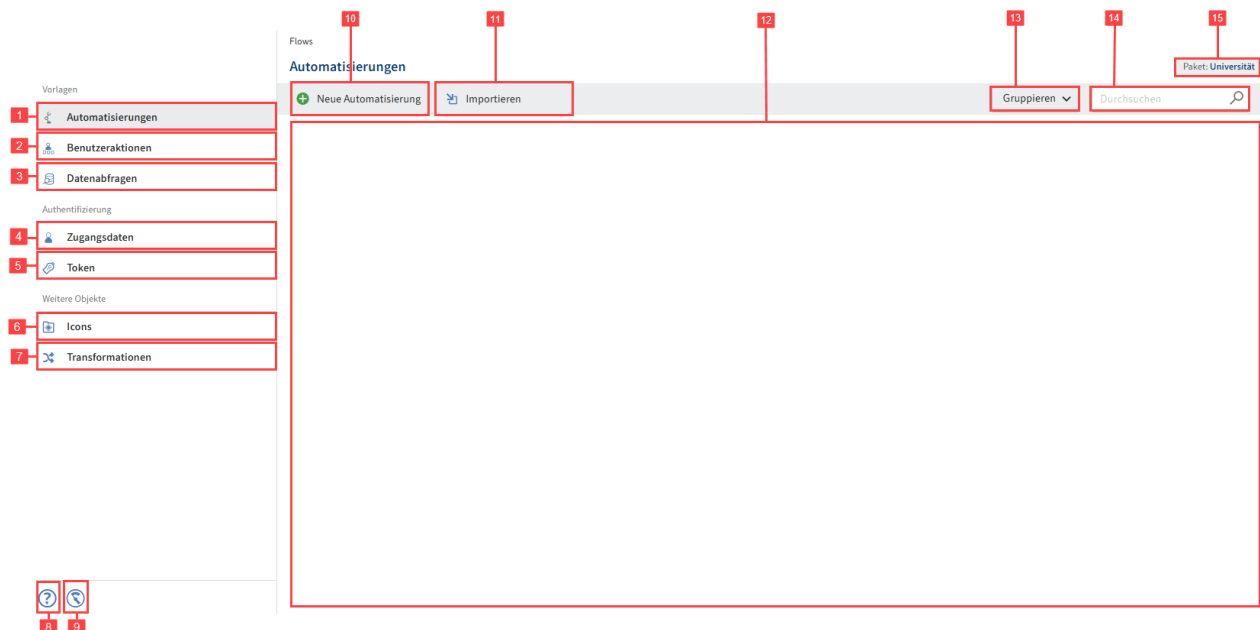 10
11
12
13
14
15
Flows
Automatisierungen
Paket: Universität
Neue Automatisierung
Importieren
Gruppieren
Durchsuchen
Vorlagen
1
Automatisierungen
2
Benutzeraktionen
3
Datenabfragen
Authentifizierung
4
Zugangsdaten
5
Token
Weitere Objekte
6
Icons
7
Transformationen
?
8
9